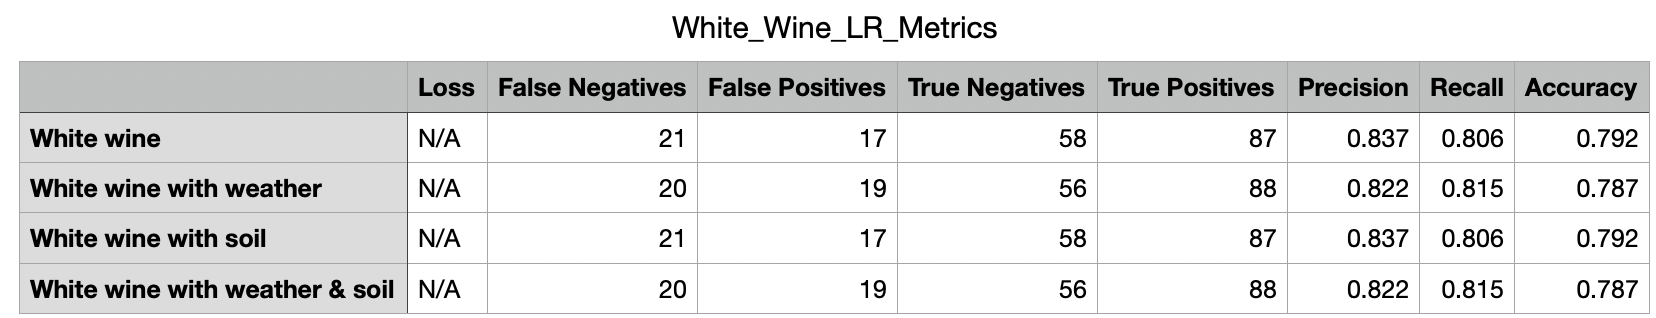 White_Wine_LR_Metrics
Loss False Negatives False Positives True Negatives True Positives Precision Recall Accuracy
White wine N/A 21 17 58 87 0.837 0.806 0.792
White wine with weather N/A 20 19 56 88 0.822 0.815 0.787
White wine with soil N/A 21 17 58 87 0.837 0.806 0.792
White wine with weather & soil N/A 20 19 56 88 0.822 0.815 0.787